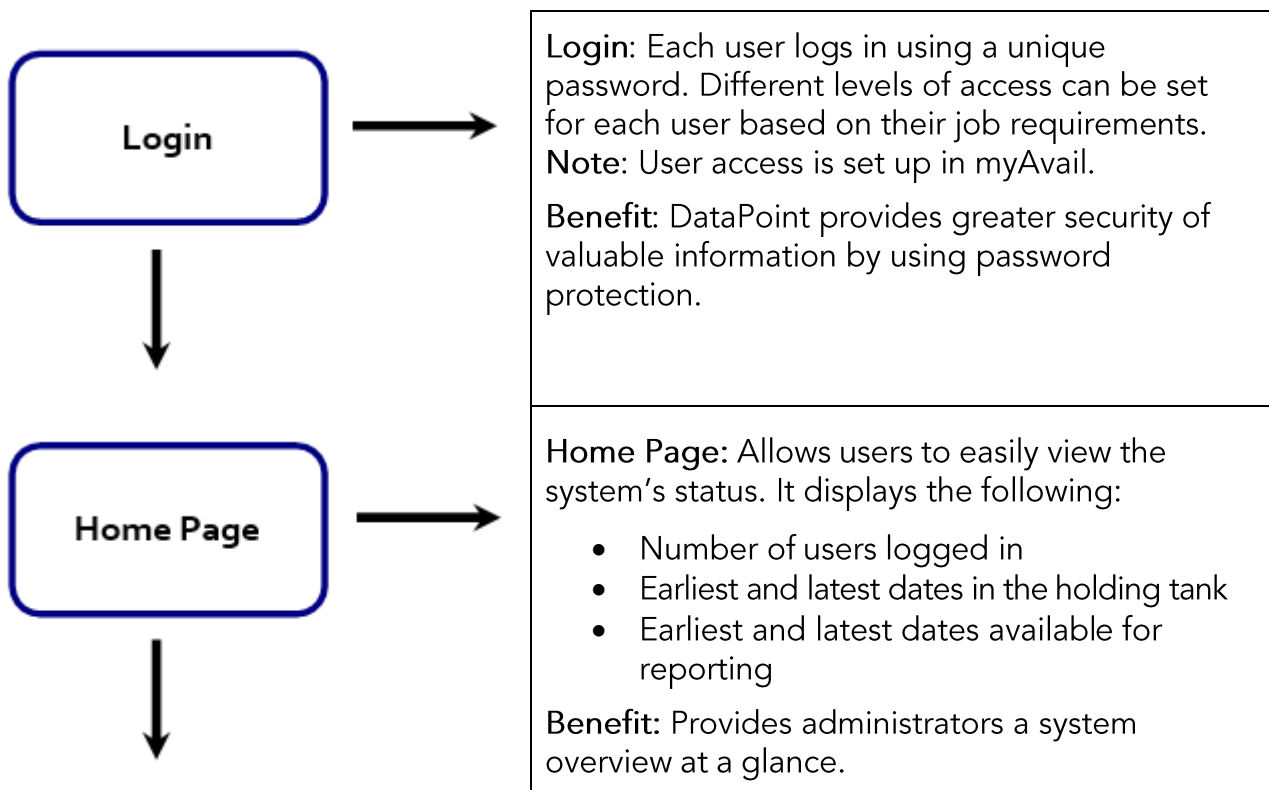 Login
Login: Each user logs in using a unique
password. Different levels of access can be set
for each user based on their job requirements.
Note: User access is set up in myAvail.
Benefit: DataPoint provides greater security of
valuable information by using password
protection.
Home Page
Home Page: Allows users to easily view the
system’s status. It displays the following:
• Number of users logged in
• Earliest and latest dates in the holding tank
• Earliest and latest dates available for
reporting
Benefit: Provides administrators a system
overview at a glance.